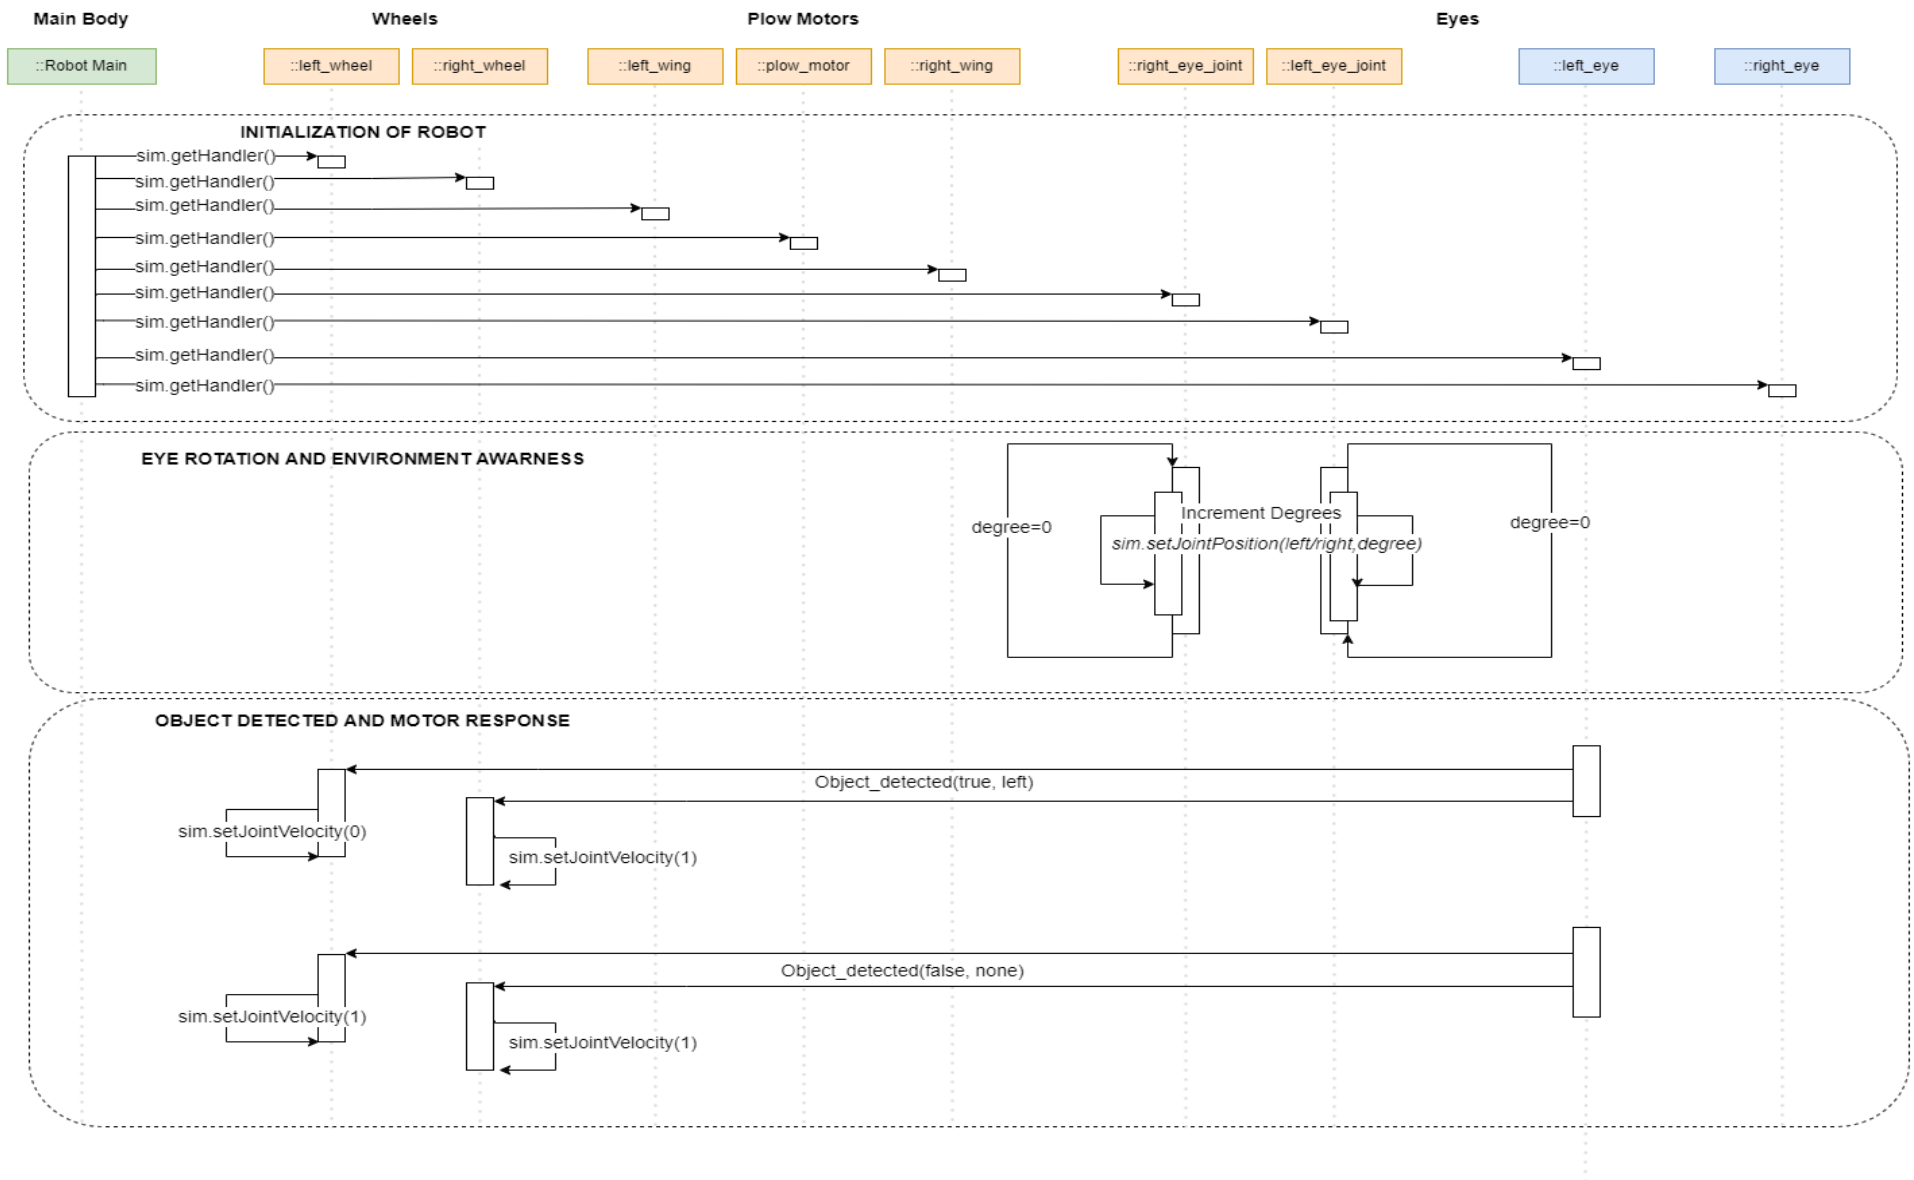 Main Body
Wheels
Plow Motors
Eyes
::Robot Main
::left_wheel
::right_wheel
::left_wing
::plow_motor
::right_wing
::right_eye_joint
::left_eye_joint
::left_eye
::right_eye
INITIALIZATION OF ROBOT
sim.getHandler()
sim.getHandler()
sim.getHandler()
sim.getHandler()
sim.getHandler()
sim.getHandler()
sim.getHandler()
sim.getHandler()
sim.getHandler()
EYE ROTATION AND ENVIRONMENT AWARNESS
degree=0
Increment Degrees
sim.setJointPosition(left/right,degree)
degree=0
OBJECT DETECTED AND MOTOR RESPONSE
Object_detected(true, left)
sim.setJointVelocity(0)
sim.setJointVelocity(1)
Object_detected(false, none)
sim.setJointVelocity(1)
sim.setJointVelocity(1)